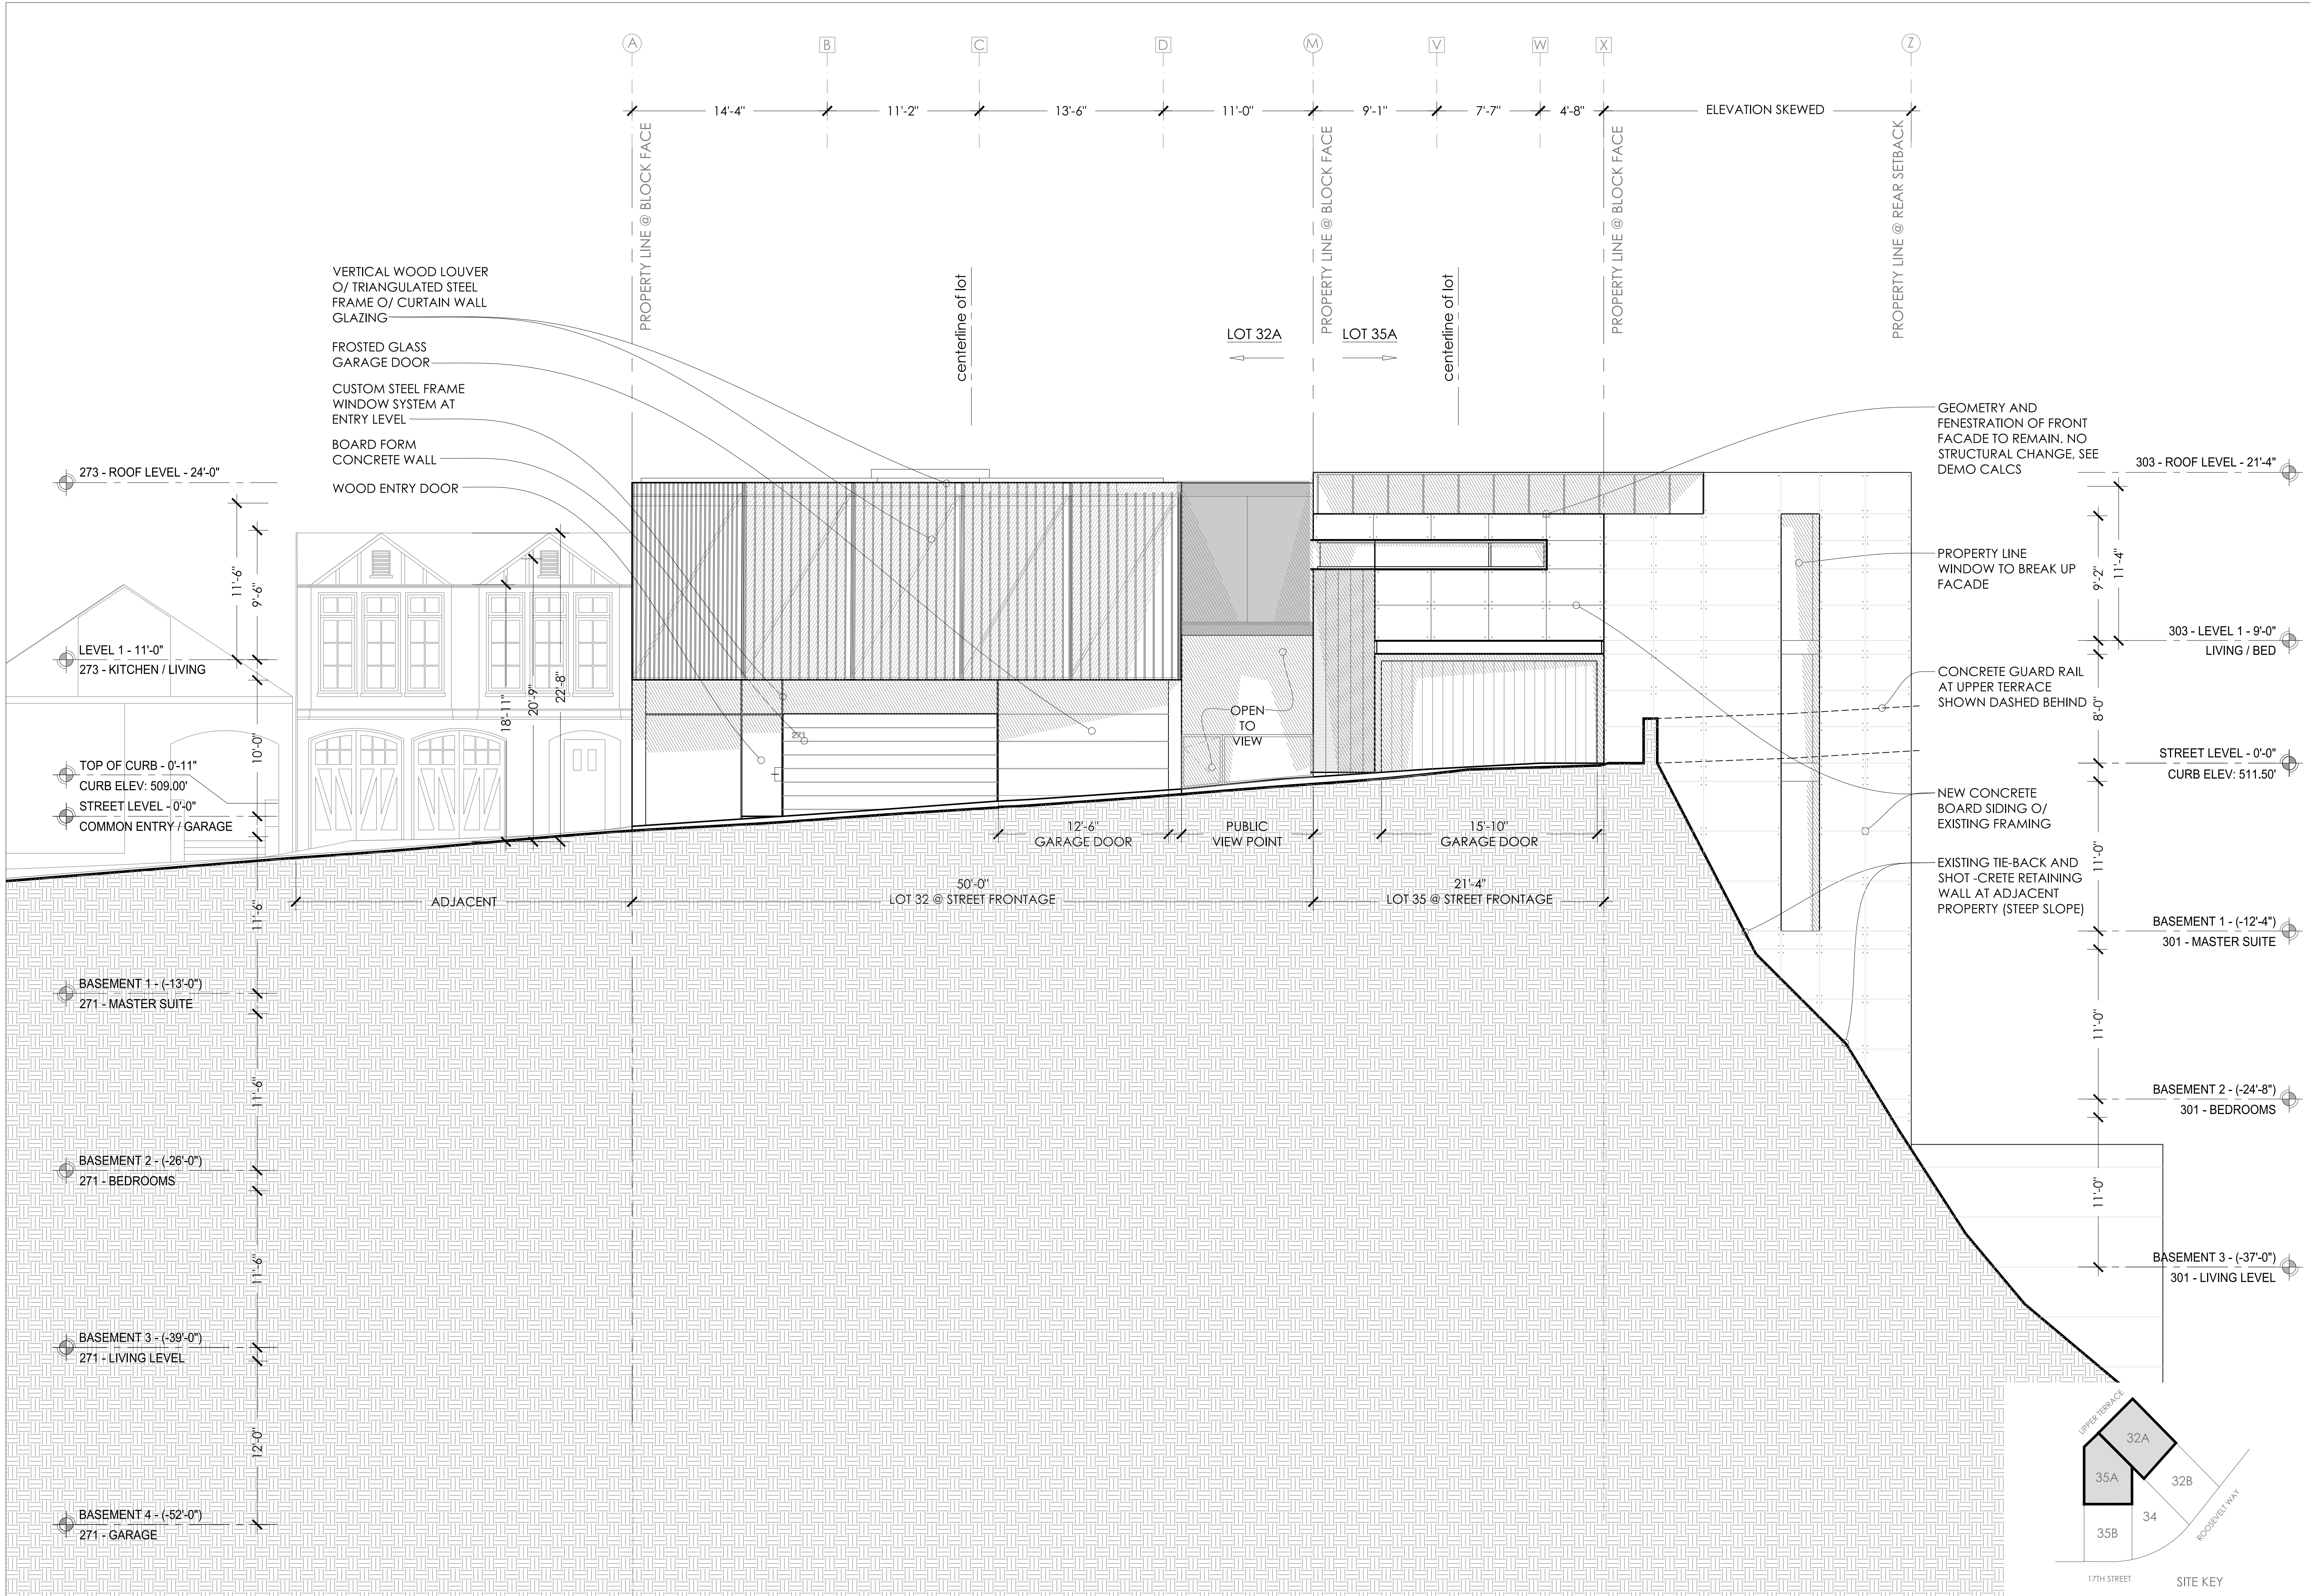 A
B
C
D
M
V
W
X
Z
14'-4"
11'-2"
13'-6"
11'-0"
9'-1"
7'-7"
4'-8"
ELEVATION SKEWED
PROPERTY LINE @ BLOCK FACE
PROPERTY LINE @ BLOCK FACE
PROPERTY LINE @ BLOCK FACE
PROPERTY LINE @ REAR SETBACK
VERTICAL WOOD LOUVER
O/ TRIANGULATED STEEL
FRAME O/ CURTAIN WALL
GLAZING
FROSTED GLASS
GARAGE DOOR
CUSTOM STEEL FRAME
WINDOW SYSTEM AT
ENTRY LEVEL
BOARD FORM
CONCRETE WALL
WOOD ENTRY DOOR
centerline of lot
LOT 32A
LOT 35A
centerline of lot
GEOMETRY AND
FENESTRATION OF FRONT
FACADE TO REMAIN. NO
STRUCTURAL CHANGE, SEE
DEMO CALCS
PROPERTY LINE
WINDOW TO BREAK UP
FACADE
CONCRETE GUARD RAIL
AT UPPER TERRACE
SHOWN DASHED BEHIND
NEW CONCRETE
BOARD SIDING O/
EXISTING FRAMING
EXISTING TIE-BACK AND
SHOT -CRETE RETAINING
WALL AT ADJACENT
PROPERTY (STEEP SLOPE)
273 - ROOF LEVEL - 24'-0"
LEVEL 1 - 11'-0"
273 - KITCHEN / LIVING
TOP OF CURB - 0'-11"
CURB ELEV: 509.00'
STREET LEVEL - 0'-0"
COMMON ENTRY / GARAGE
BASEMENT 1 - (-13'-0")
271 - MASTER SUITE
BASEMENT 2 - (-26'-0")
271 - BEDROOMS
BASEMENT 3 - (-39'-0")
271 - LIVING LEVEL
BASEMENT 4 - (-52'-0")
271 - GARAGE
11'-6"
9'-6"
10'-0"
11'-6"
11'-6"
11'-6"
12'-0"
18'-11"
20'-9"
22'-8"
271
OPEN
TO
VIEW
12'-6"
GARAGE DOOR
PUBLIC
VIEW POINT
15'-10"
GARAGE DOOR
ADJACENT
50'-0"
LOT 32 @ STREET FRONTAGE
21'-4"
LOT 35 @ STREET FRONTAGE
303 - ROOF LEVEL - 21'-4"
303 - LEVEL 1 - 9'-0"
LIVING / BED
STREET LEVEL - 0'-0"
CURB ELEV: 511.50'
BASEMENT 1 - (-12'-4")
301 - MASTER SUITE
BASEMENT 2 - (-24'-8")
301 - BEDROOMS
BASEMENT 3 - (-37'-0")
301 - LIVING LEVEL
9'-2"
11'-4"
8'-0"
11'-0"
11'-0"
11'-0"
UPPER TERRACE
32A
35A
32B
34
35B
ROOSEVELT WAY
17TH STREET
SITE KEY